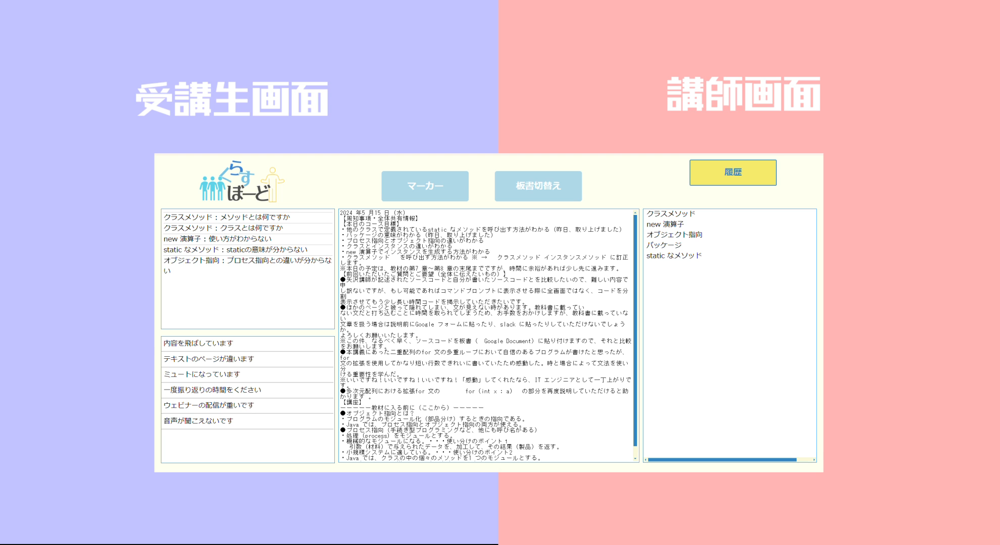 受講生画面
講師画面
くらす
ぼーど
マーカー
板書切替え
履歴
クラスメソッド : メソッドとは何ですか
クラスメソッド : クラスとは何ですか
new 演算子 : 使い方がわからない
static なメソッド : staticの意味が分からない
オブジェクト指向 : プロセス指向との違いが分からな
い
内容を飛ばしています
テキストのページが違います
ミュートになっています
一度振り返りの時間をください
ウェビナーの配信が重いです
音声が聞こえないです
2024 年5 月15 日（水）
【周知事項・全体共有情報】
【本日のコース目標】
・他のクラスで定義されているstatic なメソッドを呼び出す方法がわかる（昨日、取り上げました）
・パッケージの意味がわかる（昨日、取り上げました）
・プロセス指向とオブジェクト指向の違いがわかる
・クラスとインスタンスの違いがわかる
・new 演算子でインスタンスを生成する方法がわかる
・クラスメソッド　を呼び出す方法がわかる ※ →　クラスメソッド インスタンスメソッド に訂正
します。
※本日の予定は、教材の第7 章～第8 章の末尾までですが、時間に余裕があれば少し先に進みます。
【前回いただいたご質問とご要望（全体に伝えたいもの）】
●矢沢講師が記述されたソースコードと自分が書いたソースコードとを比較したいので、難しい内容で
申
し訳ないですが、もし可能であればコマンドプロンプトに表示させる際に全画面ではなく、コードを分
割
表示させてもう少し長い時間コードを掲示していただきたいです。
●ほかのページと被って隠れてしまい、文が見えない時があります。教科書に載ってい
ない文だと打ち込むことに時間を取られてしまうため、お手数をおかけしますが、教科書に載っていな
い
文章を扱う場合は説明前にGoogle フォームに貼ったり、slack に貼ったりしていただけないでしょう
か。
よろしくお願いいたします。
※この件、なるべく早く、ソースコードを板書（ Google Document）に貼り付けますので、それと比較
をお願いします。
●本講義にあった二重配列のfor 文の多重ループにおいて自信のあるプログラムが書けたと思ったが、
for
文の拡張を使用してかなり短い行数できれいに書いていたため感動した。時と場合によって文法を使い
分
ける重要性を学んだ。
※いいですね！いいですね！いいですね！「感動」してくれたなら、IT エンジニアとして一丁上がりで
す。
●多次元配列における拡張for 文の　for（int x : a）　の部分を再度説明していただけると助
かります 。
【講座】
ーーーーー教材に入る前に（ここから）ーーーーー
●オブジェクト指向とは？
・プログラムのモジュール化（部品分け）するときの指向である。
・Java では、プロセス指向とオブジェクト指向の両方が使える。
●プロセス指向（手続き型プログラミングなど、他にも呼び名がある）
・処理（process）をモジュールとする。
・機械的なモジュールになる。・・・使い分けのポイント1
引数（材料）で与えられたデータを、加工して、その結果（製品）を返す。
・小規模システムに適している。・・・使い分けのポイント2
・Java では、クラスの中の個々のメソッドを1 つのモジュールとする。
クラスメソッド
new 演算子
オブジェクト指向
パッケージ
static なメソッド